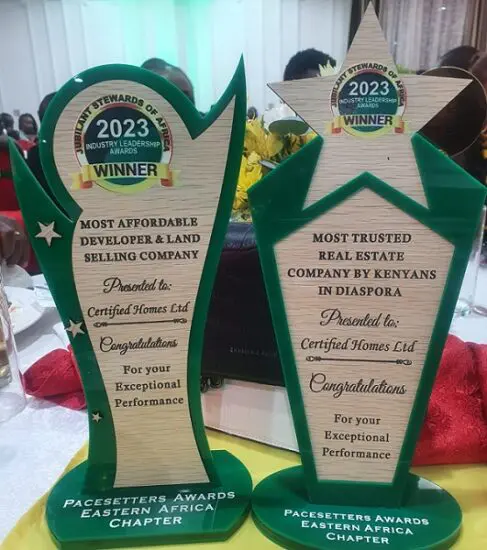 JUBILANT STEWARDS OF AFRICA
2023
INDUSTRY LEADERSHIP
AWARDS
WINNER
MOST AFFORDABLE
DEVELOPER & LAND
SELLING COMPANY
Presented to:
Certified Homes Ltd
Congratulations
For your
Exceptional
Performance
PACESETTERS AWARDS
EASTERN AFRICA
CHAPTER
JUBILANT STEWARDS OF AFRICA
2023
INDUSTRY LEADERSHIP
AWARDS
WINNER
MOST TRUSTED
REAL ESTATE
COMPANY BY KENYANS
IN DIASPORA
Presented to:
Certified Homes Ltd
Congratulations
For your
Exceptional
Performance
PACESETTERS AWARDS
EASTERN AFRICA
CHAPTER